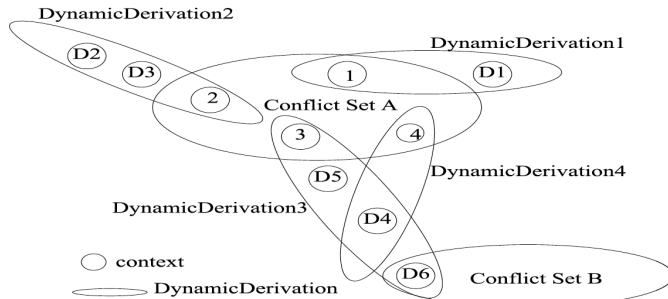 DynamicDerivation2
DynamicDerivation1
D2
D3
1
D1
2
Conflict Set A
3
4
D5
DynamicDerivation4
DynamicDerivation3
D4
context
D6
Conflict Set B
DynamicDerivation